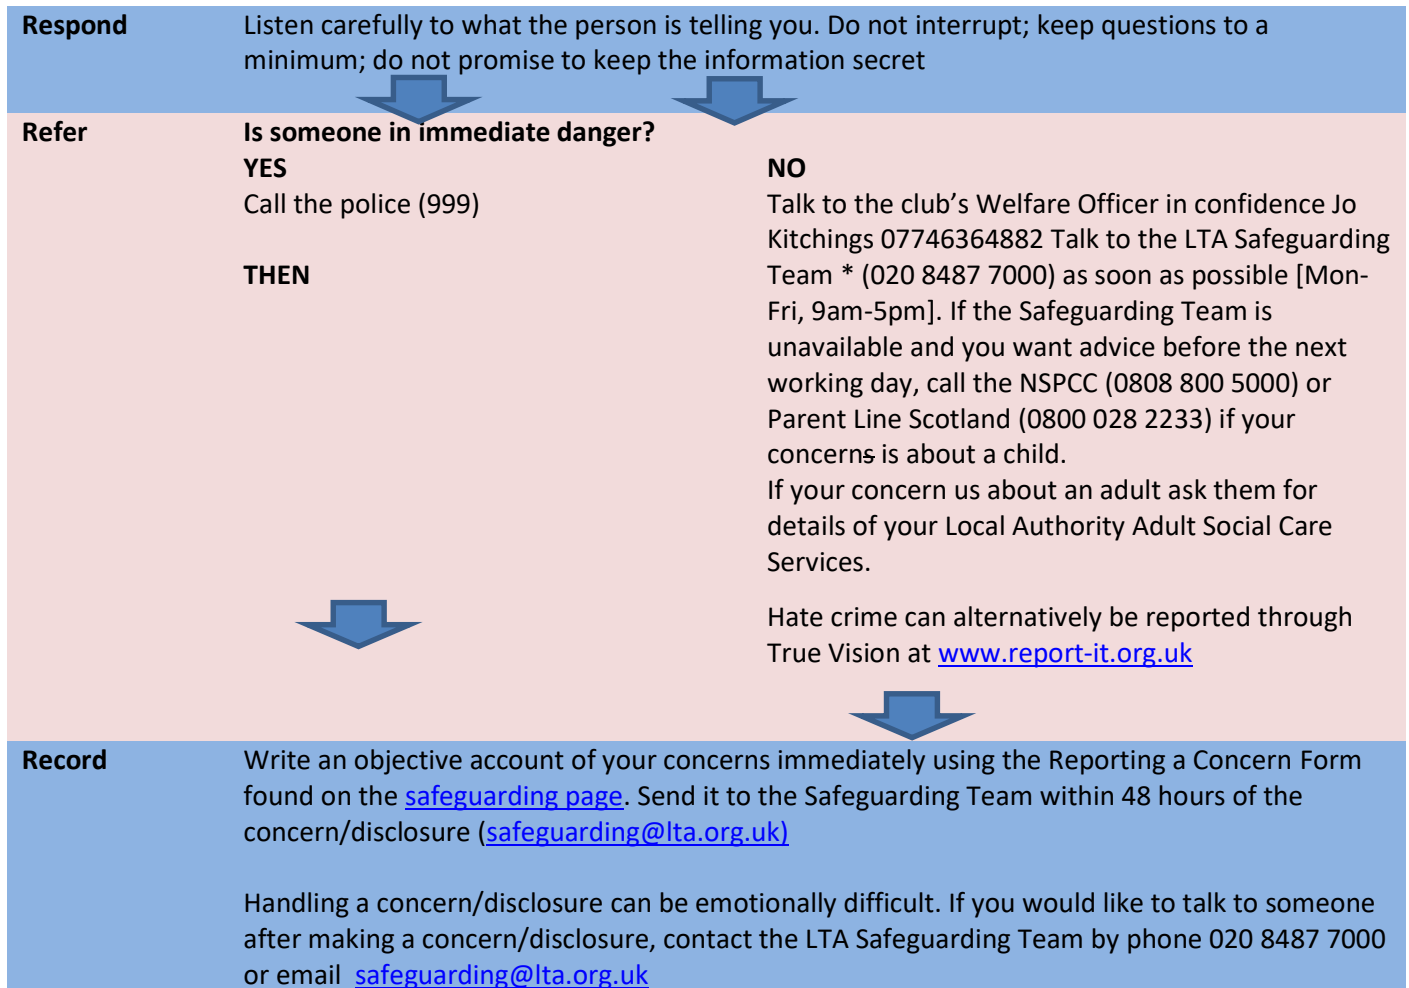 Respond
Listen carefully to what the person is telling you. Do not interrupt; keep questions to a
minimum; do not promise to keep the information secret
Refer
Is someone in immediate danger?
YES
Call the police (999)
THEN
NO
Talk to the club’s Welfare Officer in confidence Jo
Kitchings 07746364882 Talk to the LTA Safeguarding
Team * (020 8487 7000) as soon as possible [Mon-
Fri, 9am-5pm]. If the Safeguarding Team is
unavailable and you want advice before the next
working day, call the NSPCC (0808 800 5000) or
Parent Line Scotland (0800 028 2233) if your
concerns is about a child.
If your concern us about an adult ask them for
details of your Local Authority Adult Social Care
Services.
Hate crime can alternatively be reported through
True Vision at www.report-it.org.uk
Record
Write an objective account of your concerns immediately using the Reporting a Concern Form
found on the safeguarding page. Send it to the Safeguarding Team within 48 hours of the
concern/disclosure (safeguarding@lta.org.uk)
Handling a concern/disclosure can be emotionally difficult. If you would like to talk to someone
after making a concern/disclosure, contact the LTA Safeguarding Team by phone 020 8487 7000
or email safeguarding@lta.org.uk